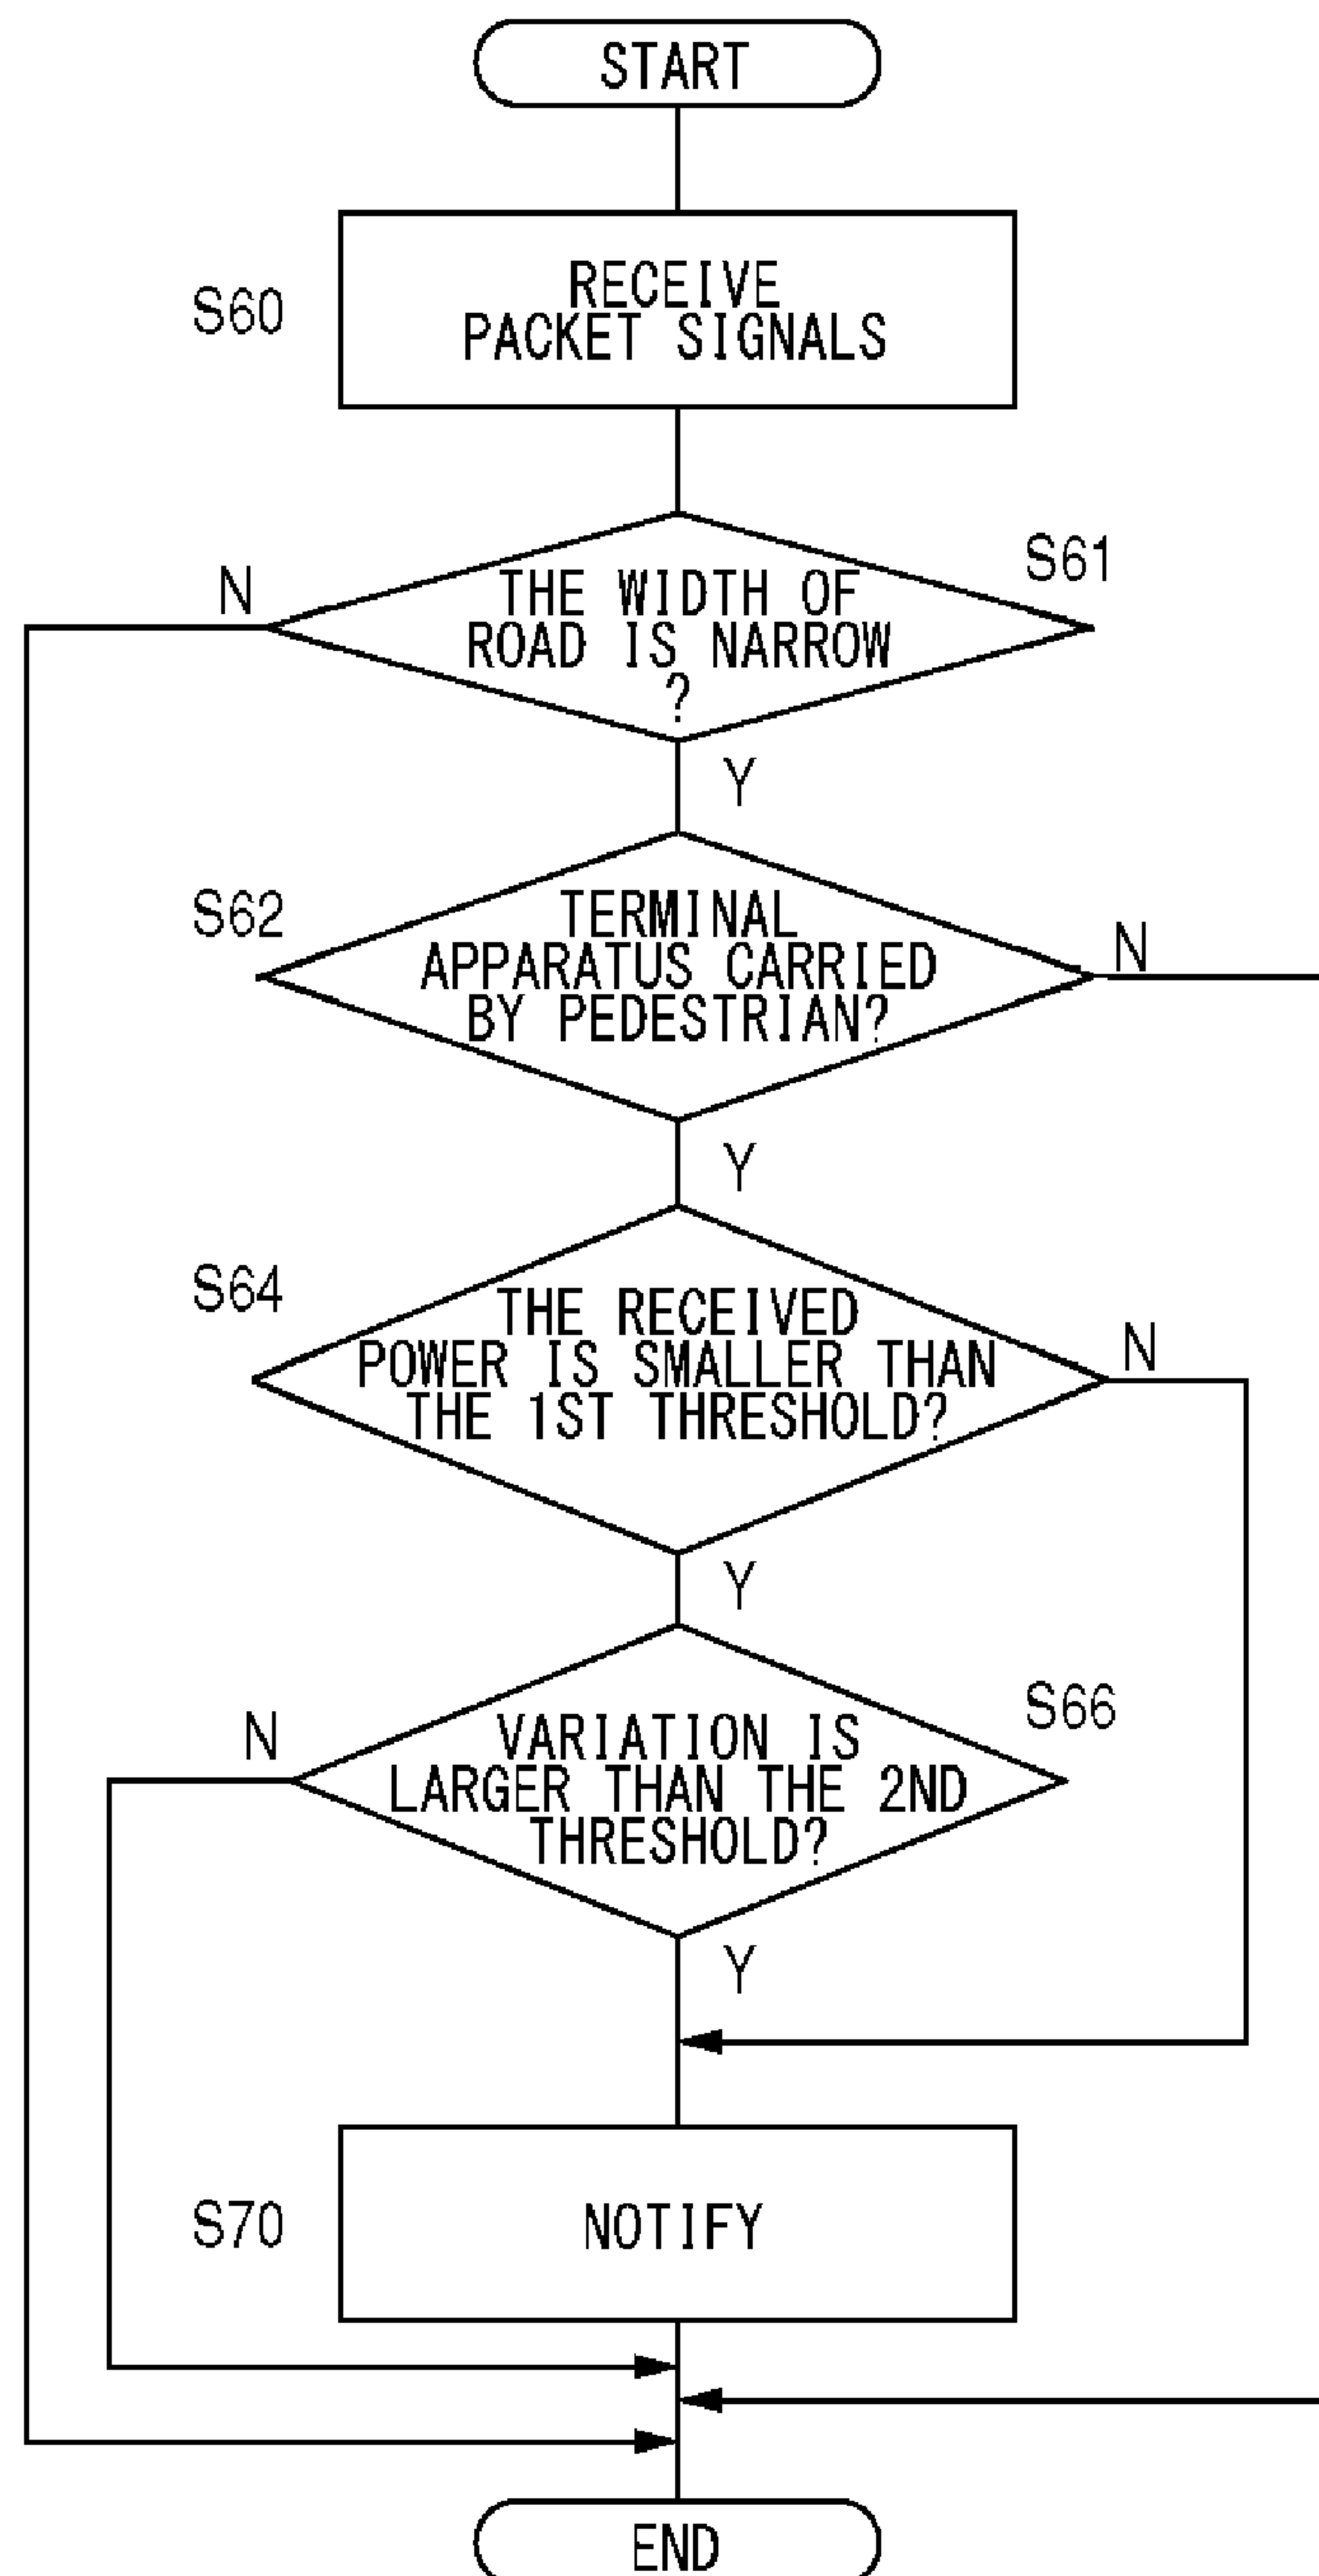 START
RECEIVE
PACKET SIGNALS
S60
THE WIDTH OF
ROAD IS NARROW
?
S61
N
Y
TERMINAL
APPARATUS CARRIED
BY PEDESTRIAN?
S62
N
Y
THE RECEIVED
POWER IS SMALLER THAN
THE 1ST THRESHOLD?
S64
N
Y
VARIATION IS
LARGER THAN THE 2ND
THRESHOLD?
S66
N
Y
NOTIFY
S70
END